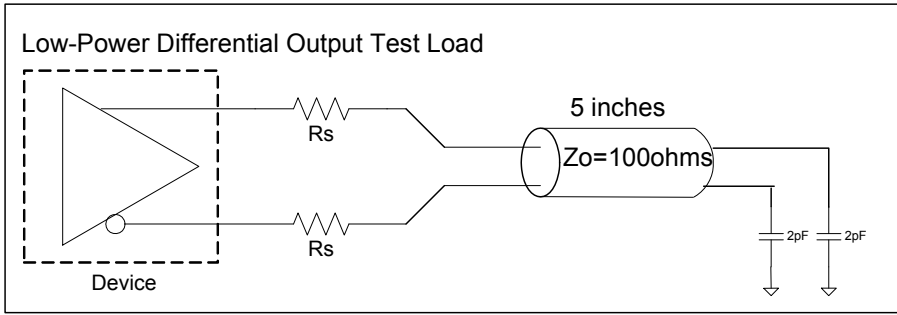 Low-Power Differential Output Test Load
5 inches
Rs
Zo=100ohms
Rs
2pF
2pF
Device